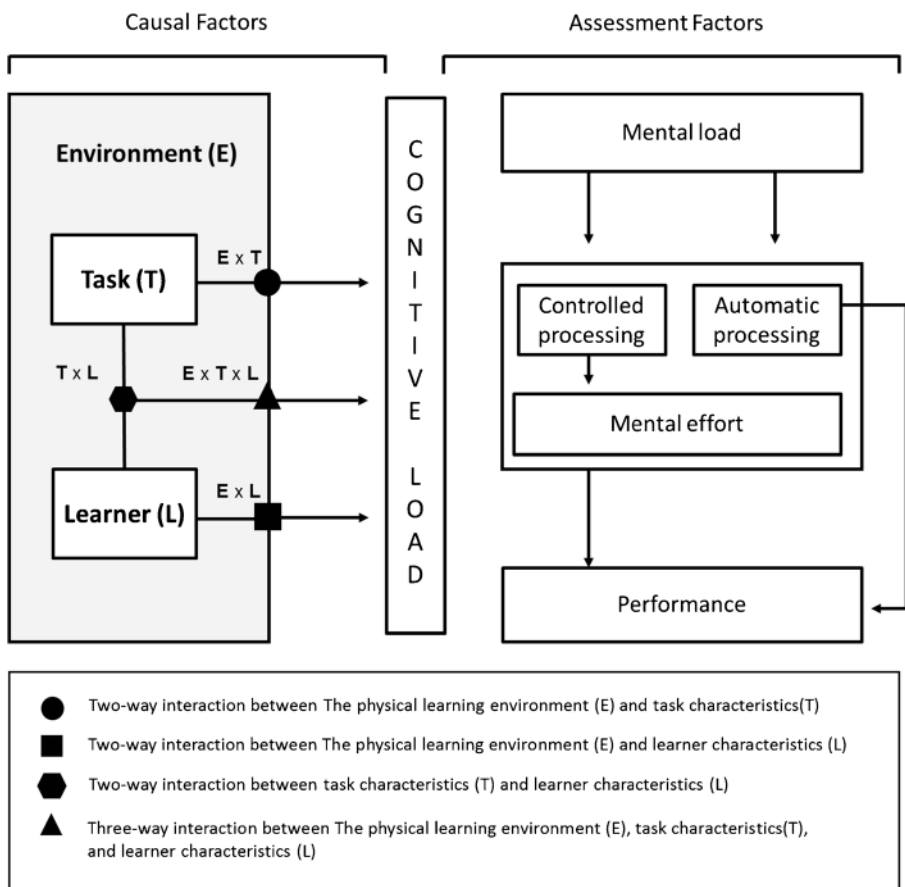 Causal Factors
Assessment Factors
Environment (E)
Task (T)
E x T
T x L
E x T x L
Learner (L)
E x L
COGNITIVE LOAD
Mental load
Controlled
processing
Automatic
processing
Mental effort
Performance
Two-way interaction between The physical learning environment (E) and task characteristics(T)
Two-way interaction between The physical learning environment (E) and learner characteristics (L)
Two-way interaction between task characteristics (T) and learner characteristics (L)
Three-way interaction between The physical learning environment (E), task characteristics(T),
and learner characteristics (L)